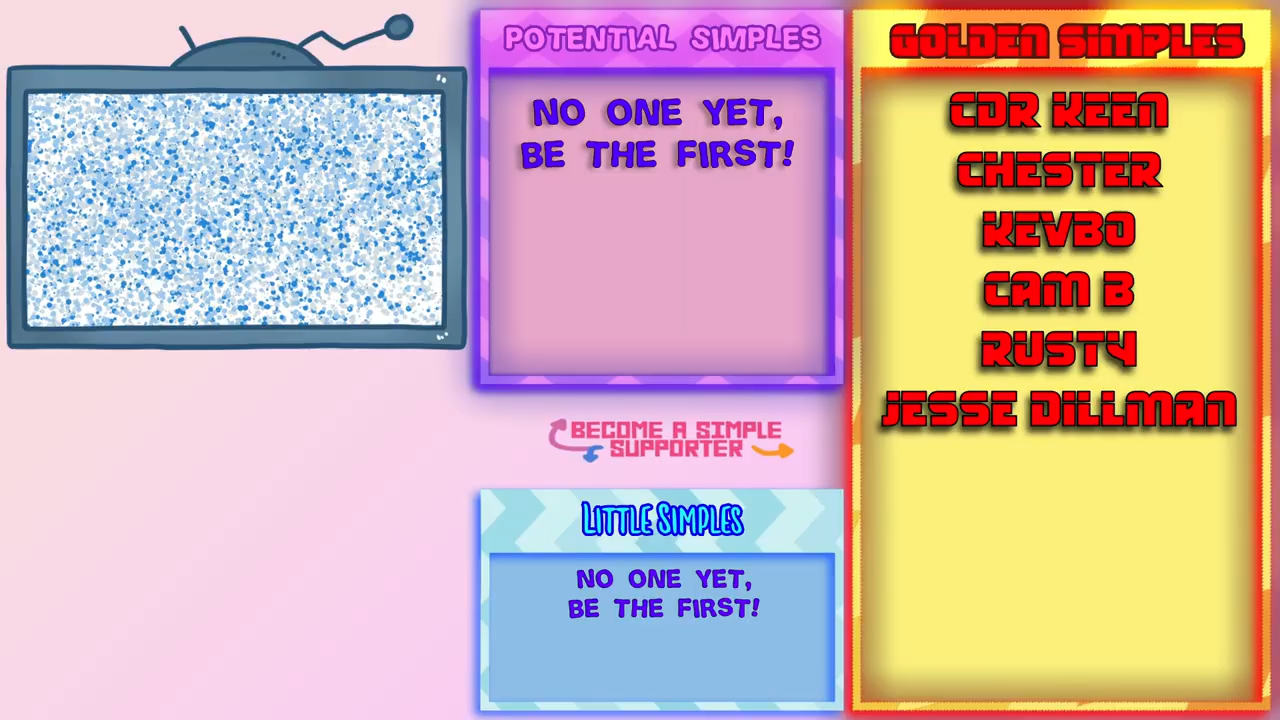 POTENTIAL SIMPLES
NO ONE YET,
BE THE FIRST!
BECOME A SIMPLE
SUPPORTER
LITTLE SIMPLES
NO ONE YET,
BE THE FIRST!
GOLDEN SIMPLES
CDR KEEN
CHESTER
KEVBO
CAM B
RUSTY
JESSE DILLMAN